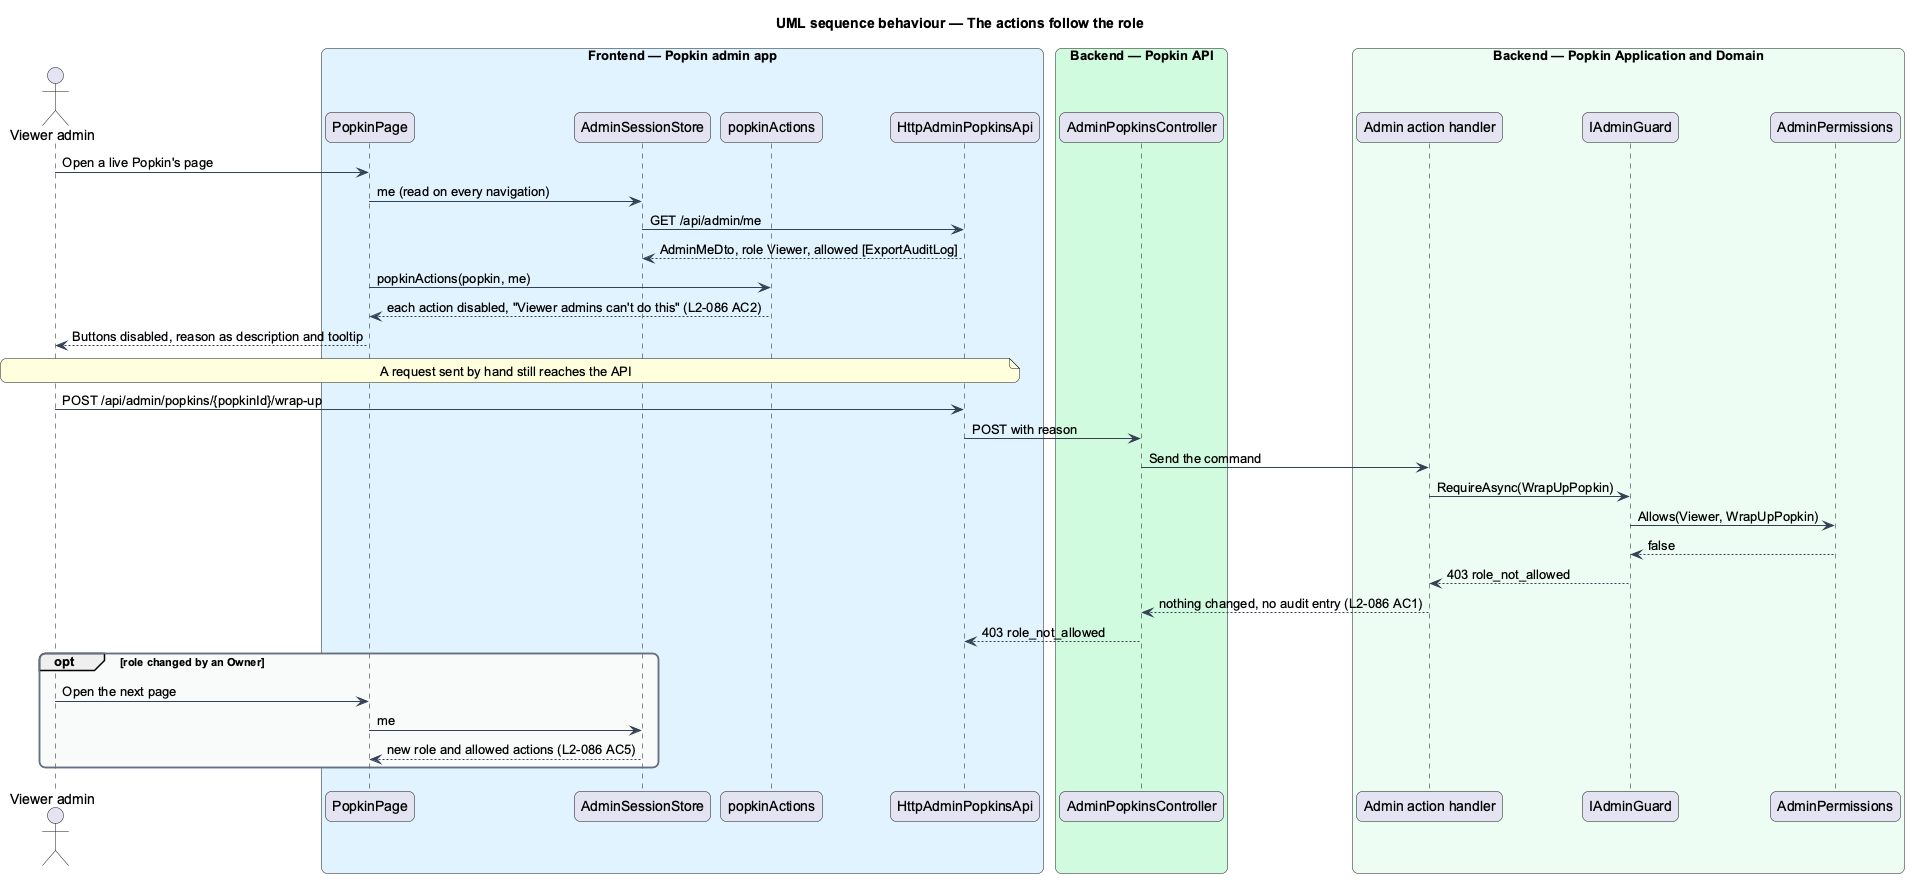 UML sequence behaviour — The actions follow the role
Frontend — Popkin admin app
Backend — Popkin API
Backend — Popkin Application and Domain
Viewer admin
PopkinPage
AdminSessionStore
popkinActions
HttpAdminPopkinsApi
AdminPopkinsController
Admin action handler
IAdminGuard
AdminPermissions
Open a live Popkin's page
me (read on every navigation)
GET /api/admin/me
AdminMeDto, role Viewer, allowed [ExportAuditLog]
popkinActions(popkin, me)
each action disabled, "Viewer admins can't do this" (L2-086 AC2)
Buttons disabled, reason as description and tooltip
A request sent by hand still reaches the API
POST /api/admin/popkins/{popkinId}/wrap-up
POST with reason
Send the command
RequireAsync(WrapUpPopkin)
Allows(Viewer, WrapUpPopkin)
false
403 role_not_allowed
nothing changed, no audit entry (L2-086 AC1)
403 role_not_allowed
opt
[role changed by an Owner]
Open the next page
me
new role and allowed actions (L2-086 AC5)
Viewer admin
PopkinPage
AdminSessionStore
popkinActions
HttpAdminPopkinsApi
AdminPopkinsController
Admin action handler
IAdminGuard
AdminPermissions